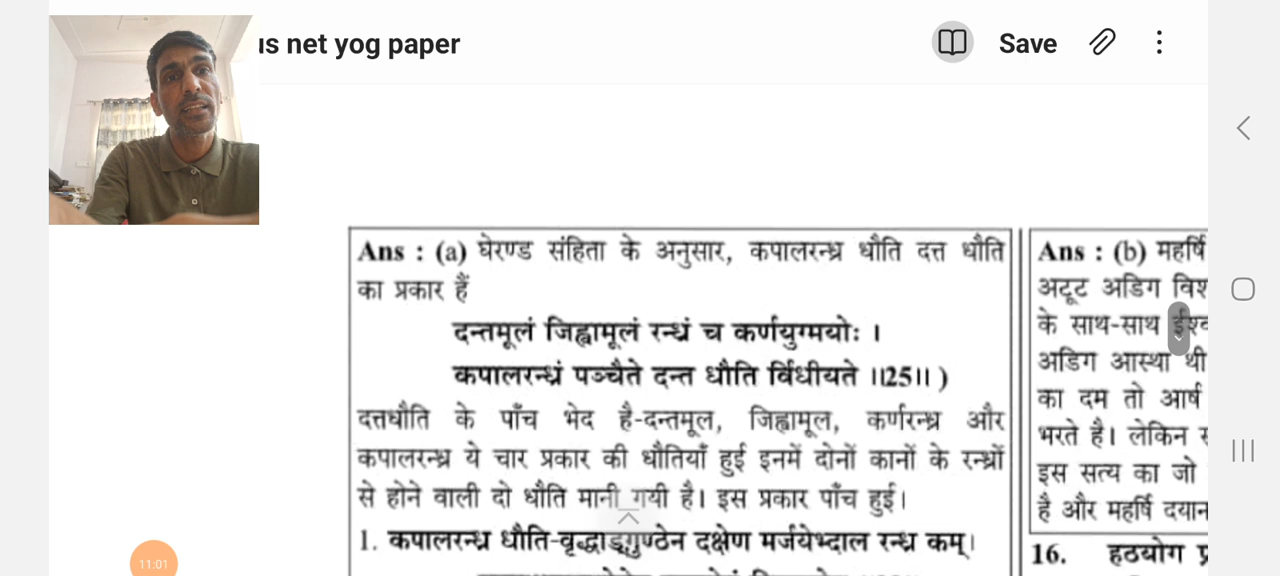 us net yog paper
Save
Ans : (a) घेरण्ड संहिता के अनुसार, कपालरन्ध्र धौति दत्त धौति
का प्रकार हैं
दन्तमूलं जिह्वामूलं रन्ध्रं च कर्णयुग्मयोः ।
कपालरन्ध्रं पञ्चैते दन्त धौति र्विधीयते ।।25।। )
दत्तधौति के पाँच भेद है-दन्तमूल, जिह्वामूल, कर्णरन्ध्र और
कपालरन्ध्र ये चार प्रकार की धौतियाँ हुई इनमें दोनों कानों के रन्ध्रों
से होने वाली दो धौति मानी गयी है। इस प्रकार पाँच हुई।
1. कपालरन्ध्र धौति-वृद्धाङ्गुण्ठेन दक्षेण मर्जयेभ्दाल रन्ध्र कम्।
Ans : (b) महर्षि
अटूट अडिग
के साथ-साथ
अडिग आस्था थी
का दम तो आर्ष
भरते है। लेकिन
इस सत्य का जो
है और महर्षि
16. हठयोग
11:01